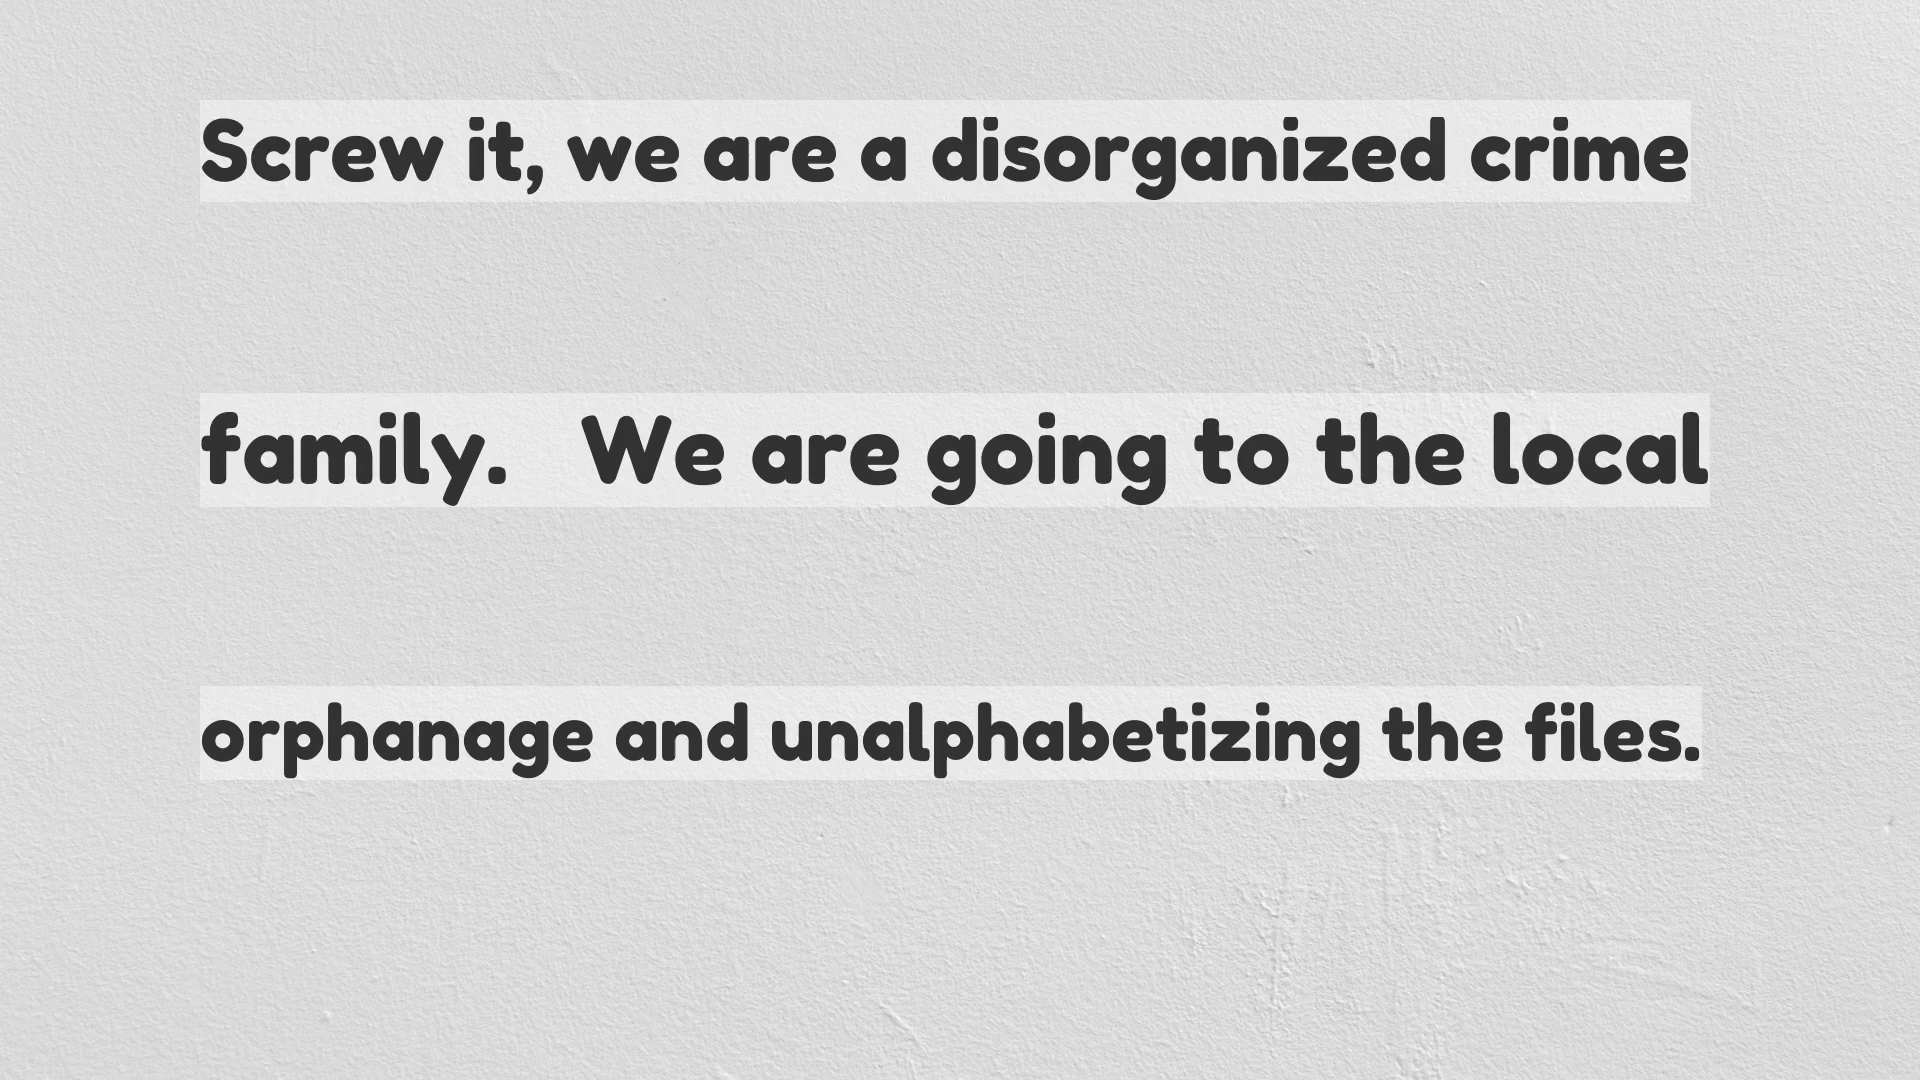 Screw it, we are a disorganized crime
family.   We are going to the local
orphanage and unalphabetizing the files.